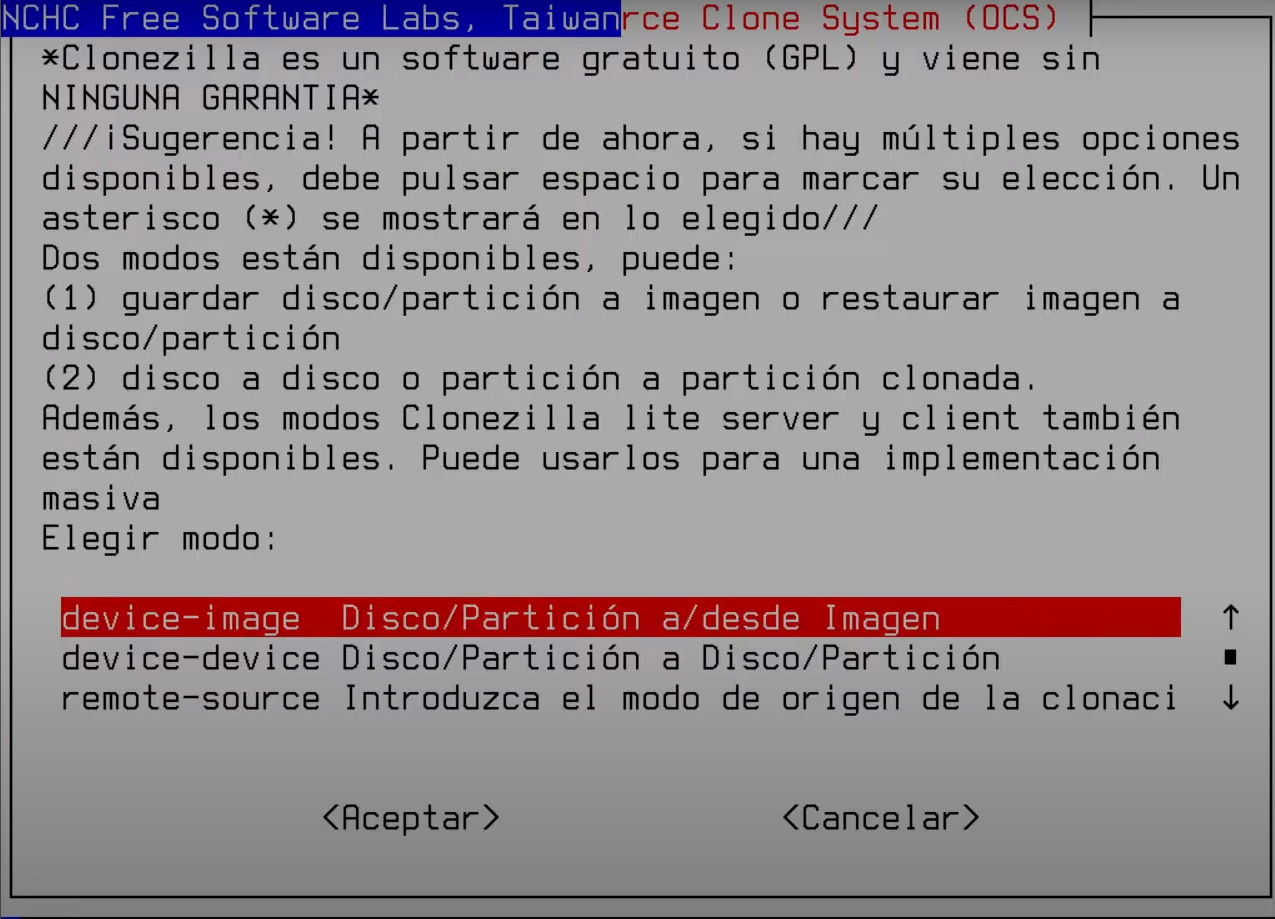 NCHC Free Software Labs, Taiwanrce Clone System (OCS)
*Clonezilla es un software gratuito (GPL) y viene sin
NINGUNA GARANTIA*
///¡Sugerencia! A partir de ahora, si hay múltiples opciones
disponibles, debe pulsar espacio para marcar su elección. Un
asterisco (*) se mostrará en lo elegido///
Dos modos están disponibles, puede:
(1) guardar disco/partición a imagen o restaurar imagen a
disco/partición
(2) disco a disco o partición a partición clonada.
Además, los modos Clonezilla lite server y client también
están disponibles. Puede usarlos para una implementación
masiva
Elegir modo:
device-image Disco/Partición a/desde Imagen
device-device Disco/Partición a Disco/Partición
remote-source Introduzca el modo de origen de la clonaci
<Aceptar> <Cancelar>